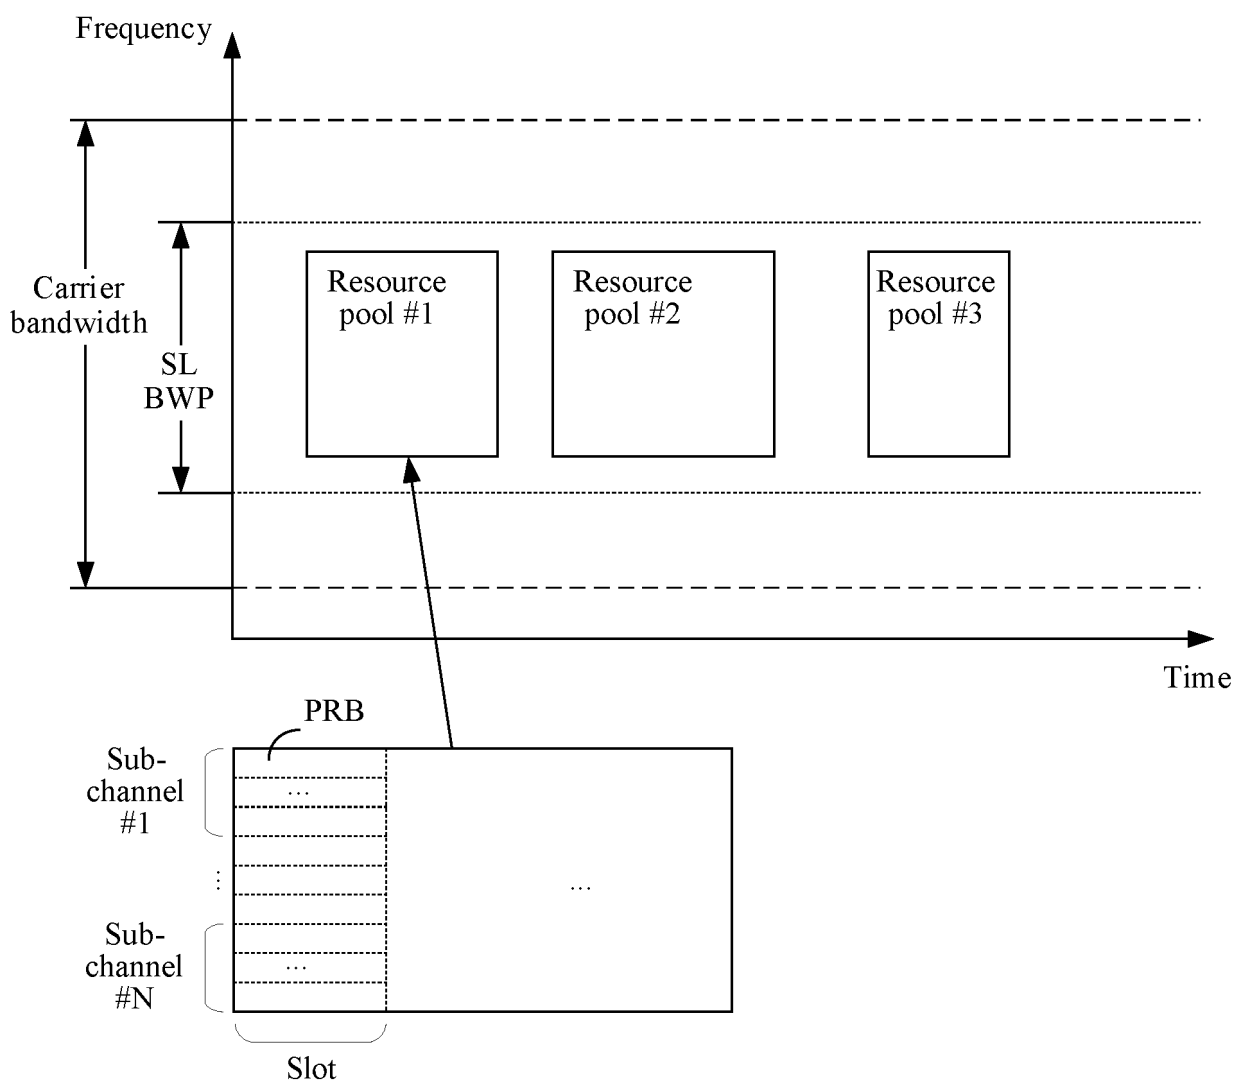 Frequency
Carrier
bandwidth
SL
BWP
Resource
pool #1
Resource
pool #2
Resource
pool #3
Time
PRB
Sub-
channel
#1
...
⋮
...
Sub-
channel
#N
...
Slot